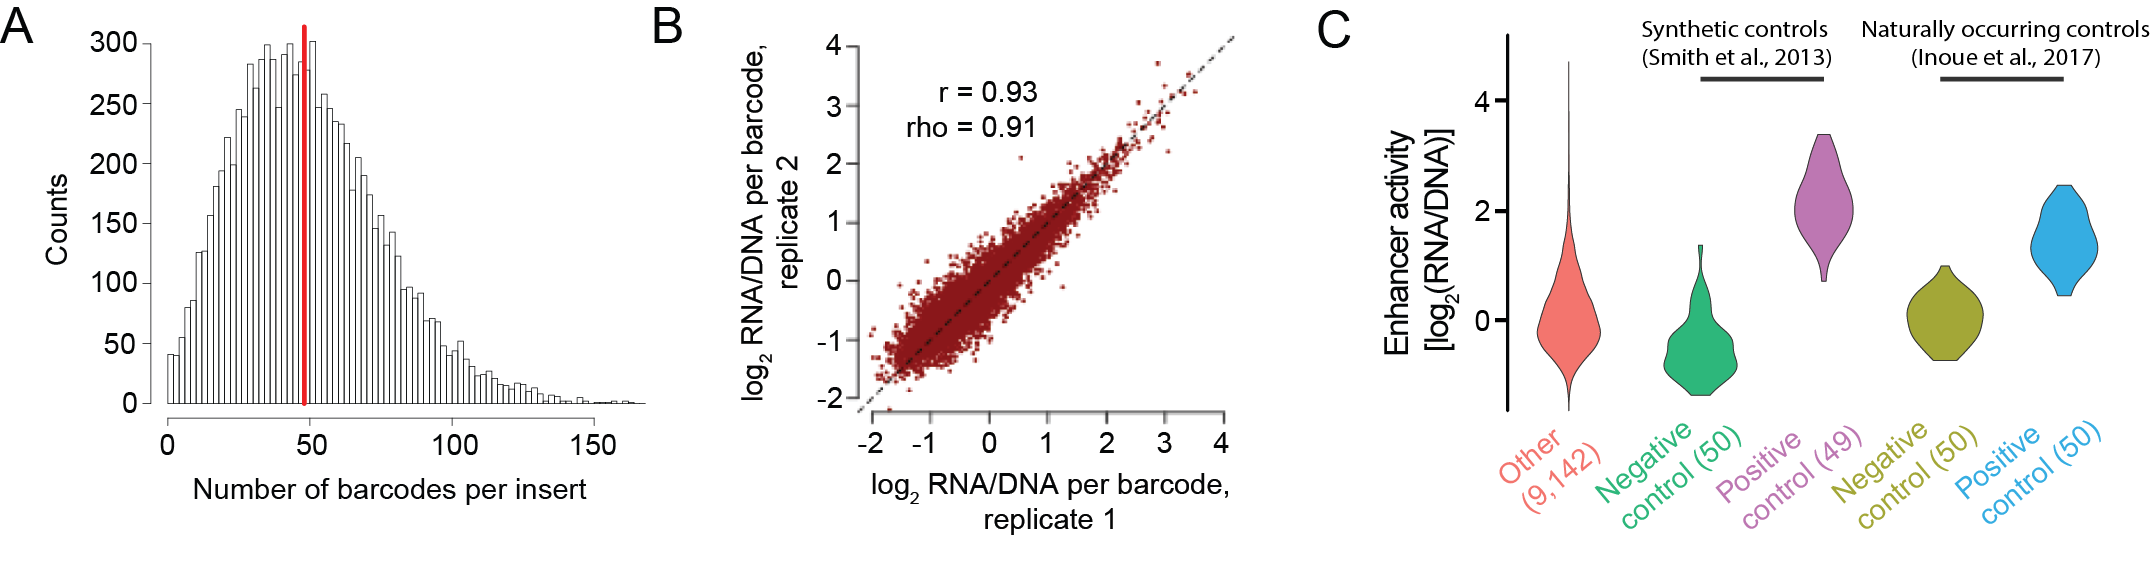 A
300
250
200
150
100
50
0
Counts
0
50
100
150
Number of barcodes per insert
B
log2 RNA/DNA per barcode,
replicate 2
4
3
2
1
0
-1
-2
r = 0.93
rho = 0.91
-2
-1
0
1
2
3
4
log2 RNA/DNA per barcode,
replicate 1
C
Synthetic controls
(Smith et al., 2013)
Naturally occurring controls
(Inoue et al., 2017)
Enhancer activity
[log2(RNA/DNA)]
4
2
0
Other
(9,142)
Negative
control (50)
Positive
control (49)
Negative
control (50)
Positive
control (50)